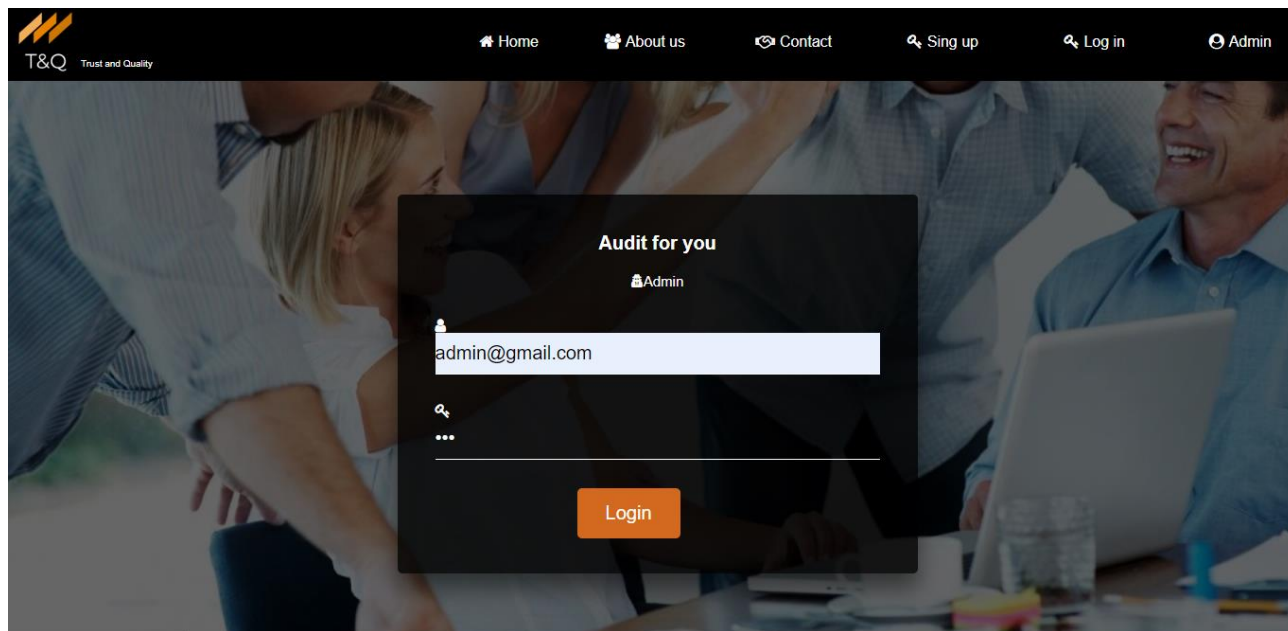 Home About us Contact Sing up Log in Admin
T&Q Trust and Quality
Audit for you
Admin
admin@gmail.com
•••
Login